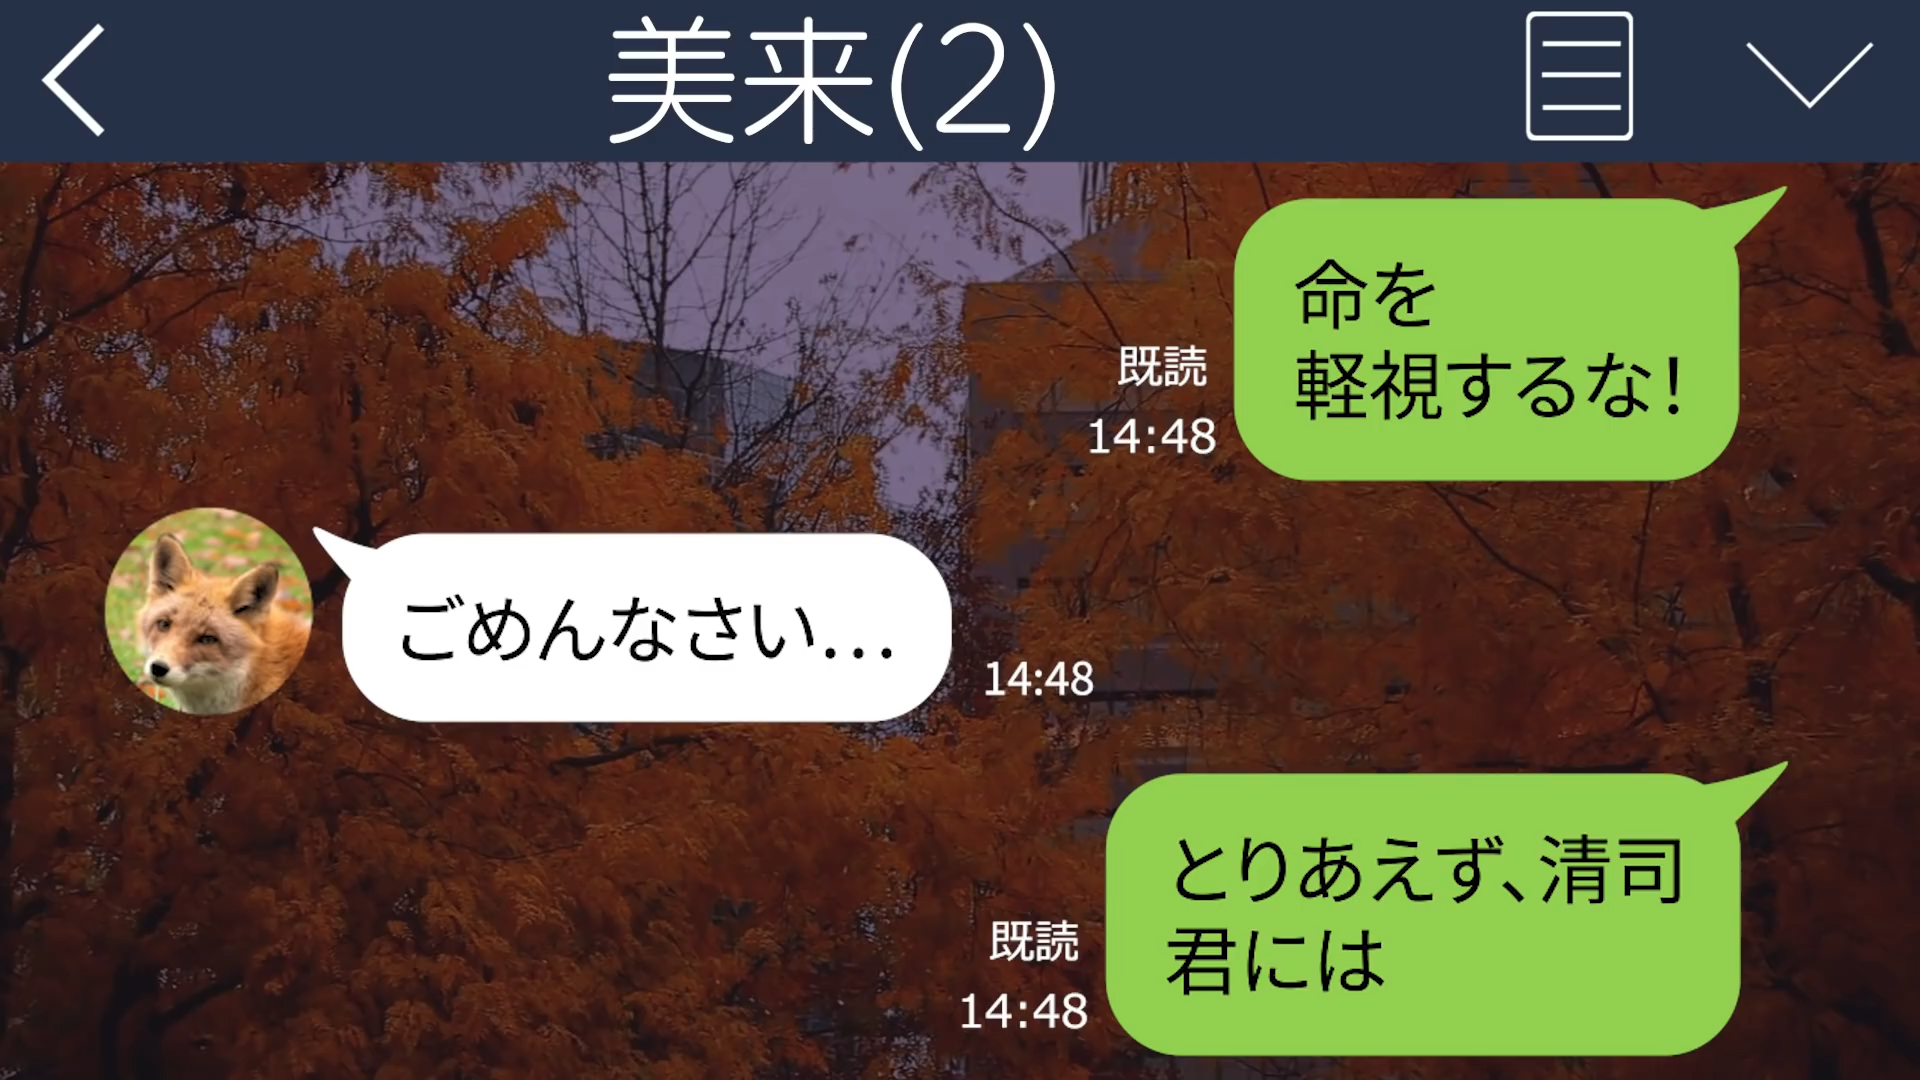 美来(2)
命を
軽視するな!
既読
14:48
ごめんなさい…
14:48
とりあえず、清司
君には
既読
14:48